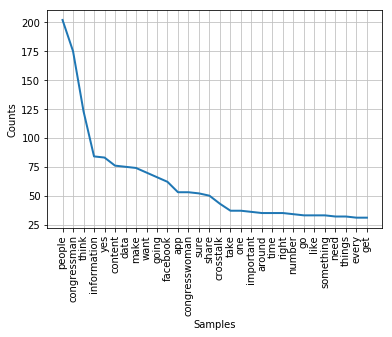 200
175
150
125
100
75
50
25
Counts
people
congressman
think
information
yes
content
data
make
want
going
facebook
app
congresswoman
sure
share
crosstalk
take
one
important
around
time
right
number
go
like
something
need
things
every
get
Samples